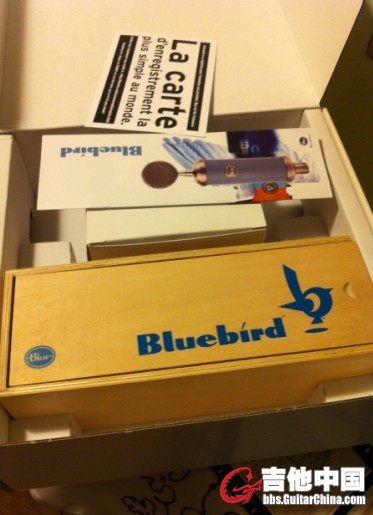 La carte
d'enregistrement la
plus simple au monde.
Bluebird
Bluebird
Blue
吉他中国
bbs.GuitarChina.com